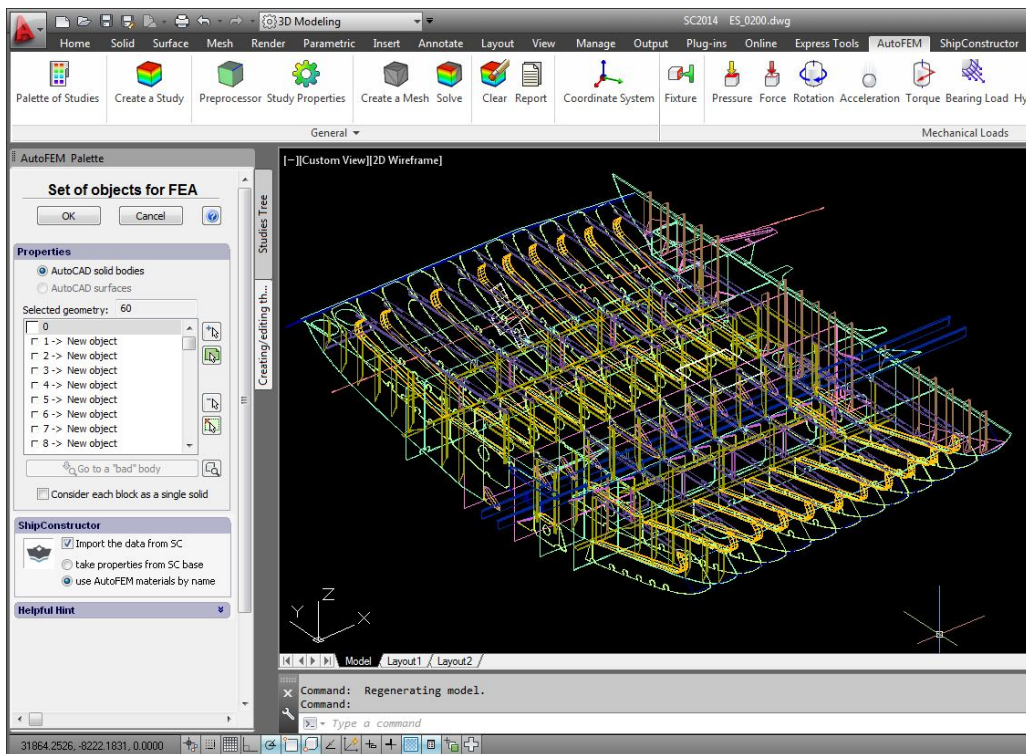 3D Modeling
SC2014 ES_0200.dwg
Home Solid Surface Mesh Render Parametric Insert Annotate Layout View Manage Output Plug-ins Online Express Tools AutoFEM ShipConstructor
Palette of Studies Create a Study Preprocessor Study Properties Create a Mesh Solve Clear Report Coordinate System Fixture Pressure Force Rotation Acceleration Torque Bearing Load Hy
General Mechanical Loads
AutoFEM Palette
Set of objects for FEA
OK Cancel
Properties
AutoCAD solid bodies
AutoCAD surfaces
Selected geometry: 60
0
1 -> New object
2 -> New object
3 -> New object
4 -> New object
5 -> New object
6 -> New object
7 -> New object
8 -> New object
Go to a "bad" body
Consider each block as a single solid
ShipConstructor
Import the data from SC
take properties from SC base
use AutoFEM materials by name
Helpful Hint
Studies Tree
Creating/editing th...
[−][Custom View][2D Wireframe]
Z
Y
X
Model Layout1 Layout2
Command: Regenerating model.
Command:
Type a command
31864.2526, -8222.1831, 0.0000